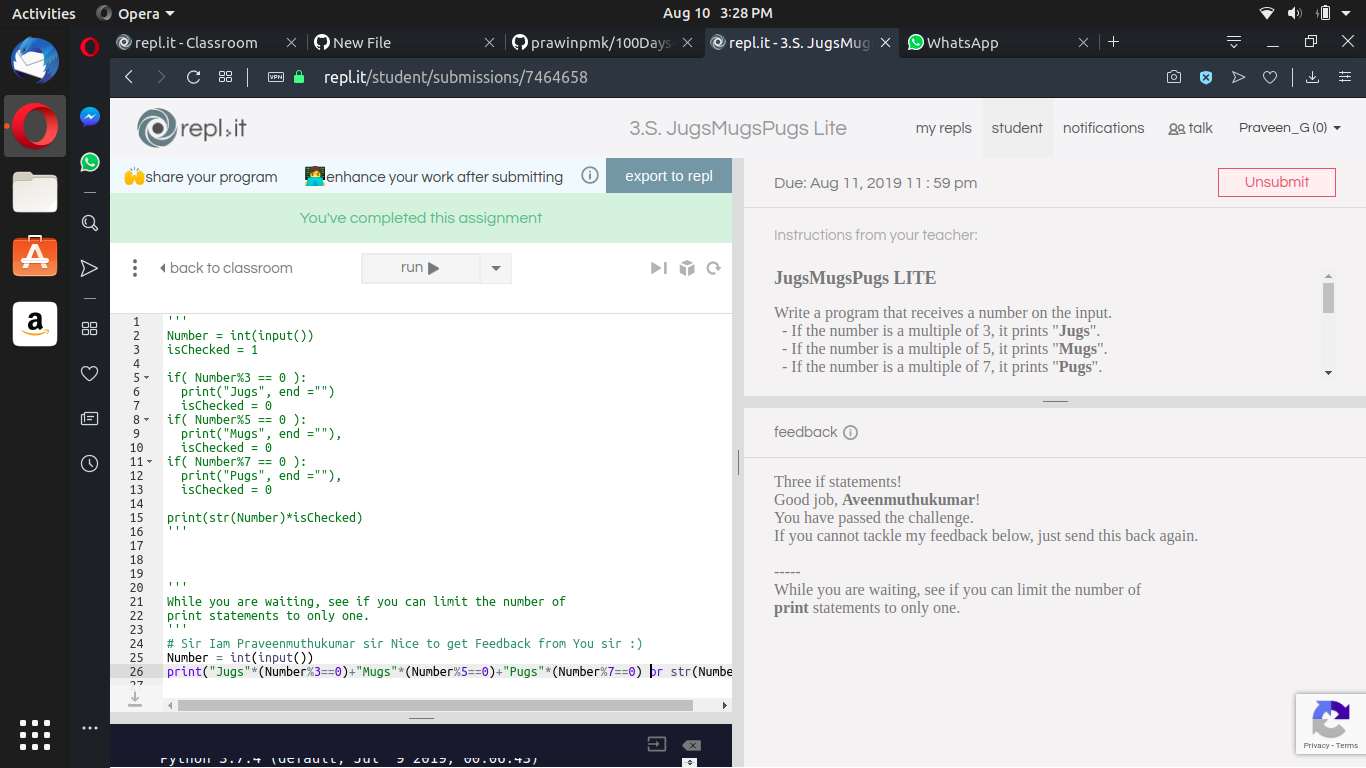 Activities
Opera
Aug 10 3:28 PM
repl.it - Classroom
New File
prawinpmk/100Days
repl.it - 3.S. JugsMug
WhatsApp
VPN
repl.it/student/submissions/7464658
repl.it
3.S. JugsMugsPugs Lite
my repls
student
notifications
talk
Praveen_G (0)
share your program
enhance your work after submitting
export to repl
You've completed this assignment
back to classroom
run
1 '''
2 Number = int(input())
3 isChecked = 1
4
5 if( Number%3 == 0 ):
6 print("Jugs", end ="")
7 isChecked = 0
8 if( Number%5 == 0 ):
9 print("Mugs", end =""),
10 isChecked = 0
11 if( Number%7 == 0 ):
12 print("Pugs", end =""),
13 isChecked = 0
14
15 print(str(Number)*isChecked)
16 '''
17
18
19
20 '''
21 While you are waiting, see if you can limit the number of
22 print statements to only one.
23 '''
24 # Sir Iam Praveenmuthukumar sir Nice to get Feedback from You sir :)
25 Number = int(input())
26 print("Jugs"*(Number%3==0)+"Mugs"*(Number%5==0)+"Pugs"*(Number%7==0) or str(Numbe
27
Python 3.7.4 (default, Jul 9 2019, 00:06:43)
Due: Aug 11, 2019 11 : 59 pm
Unsubmit
Instructions from your teacher:
JugsMugsPugs LITE
Write a program that receives a number on the input.
- If the number is a multiple of 3, it prints "Jugs".
- If the number is a multiple of 5, it prints "Mugs".
- If the number is a multiple of 7, it prints "Pugs".
feedback
Three if statements!
Good job, Aveenmuthukumar!
You have passed the challenge.
If you cannot tackle my feedback below, just send this back again.
-----
While you are waiting, see if you can limit the number of
print statements to only one.
Privacy - Terms